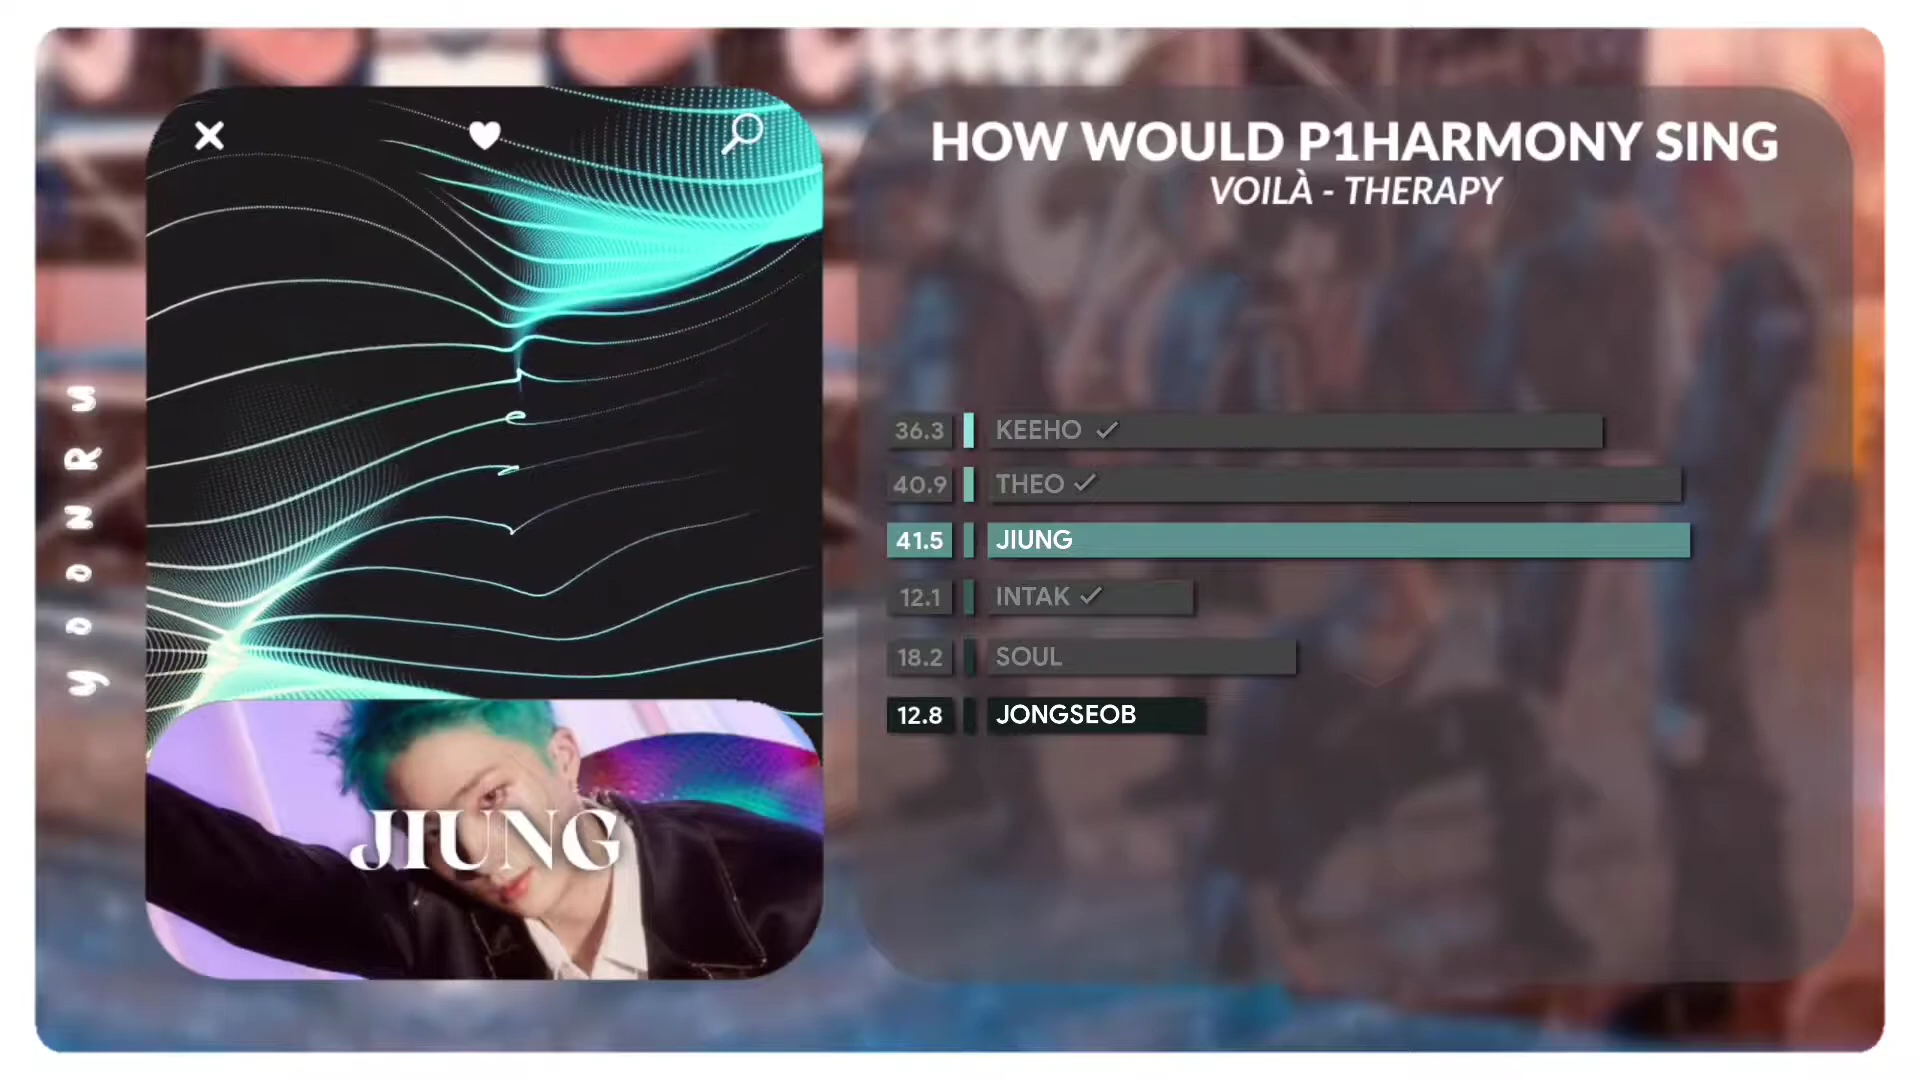 HOW WOULD P1HARMONY SING
VOILÀ - THERAPY
yooNRu
36.3 KEEHO ✓
40.9 THEO ✓
41.5 JIUNG
12.1 INTAK ✓
18.2 SOUL
12.8 JONGSEOB
JIUNG